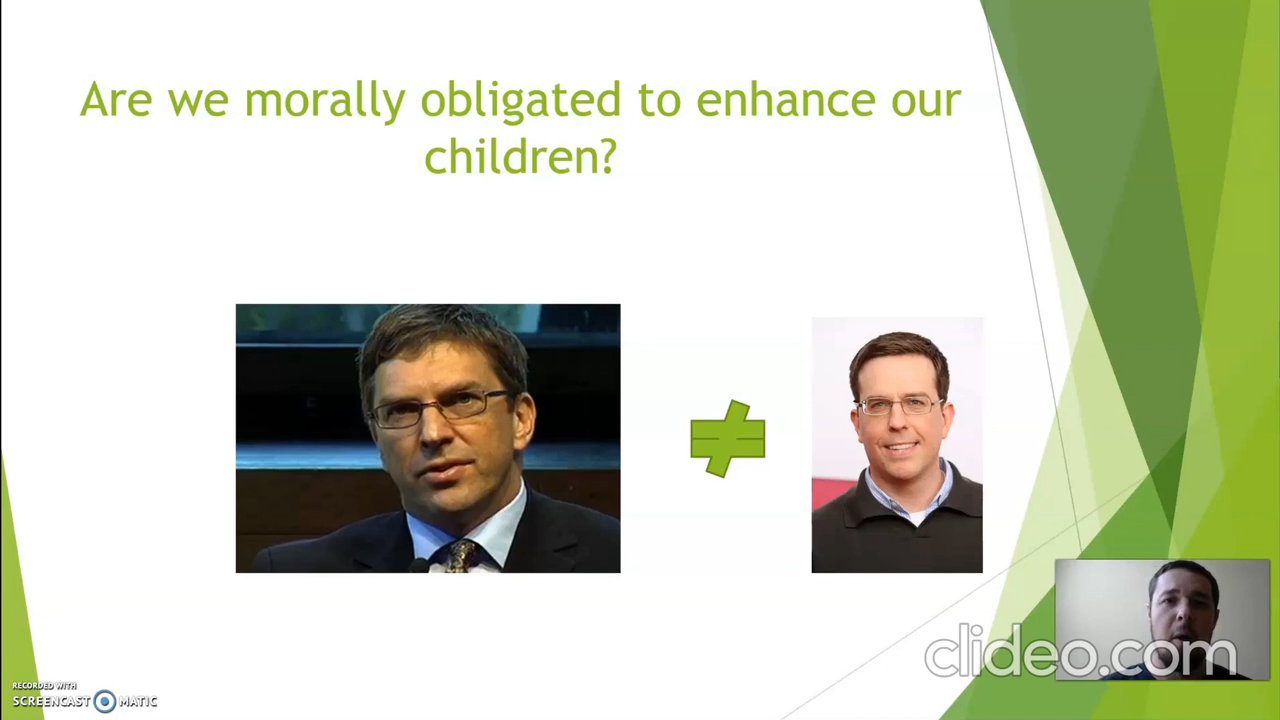 Are we morally obligated to enhance our
children?
clideo.com
RECORDED WITH
SCREENCAST MATIC